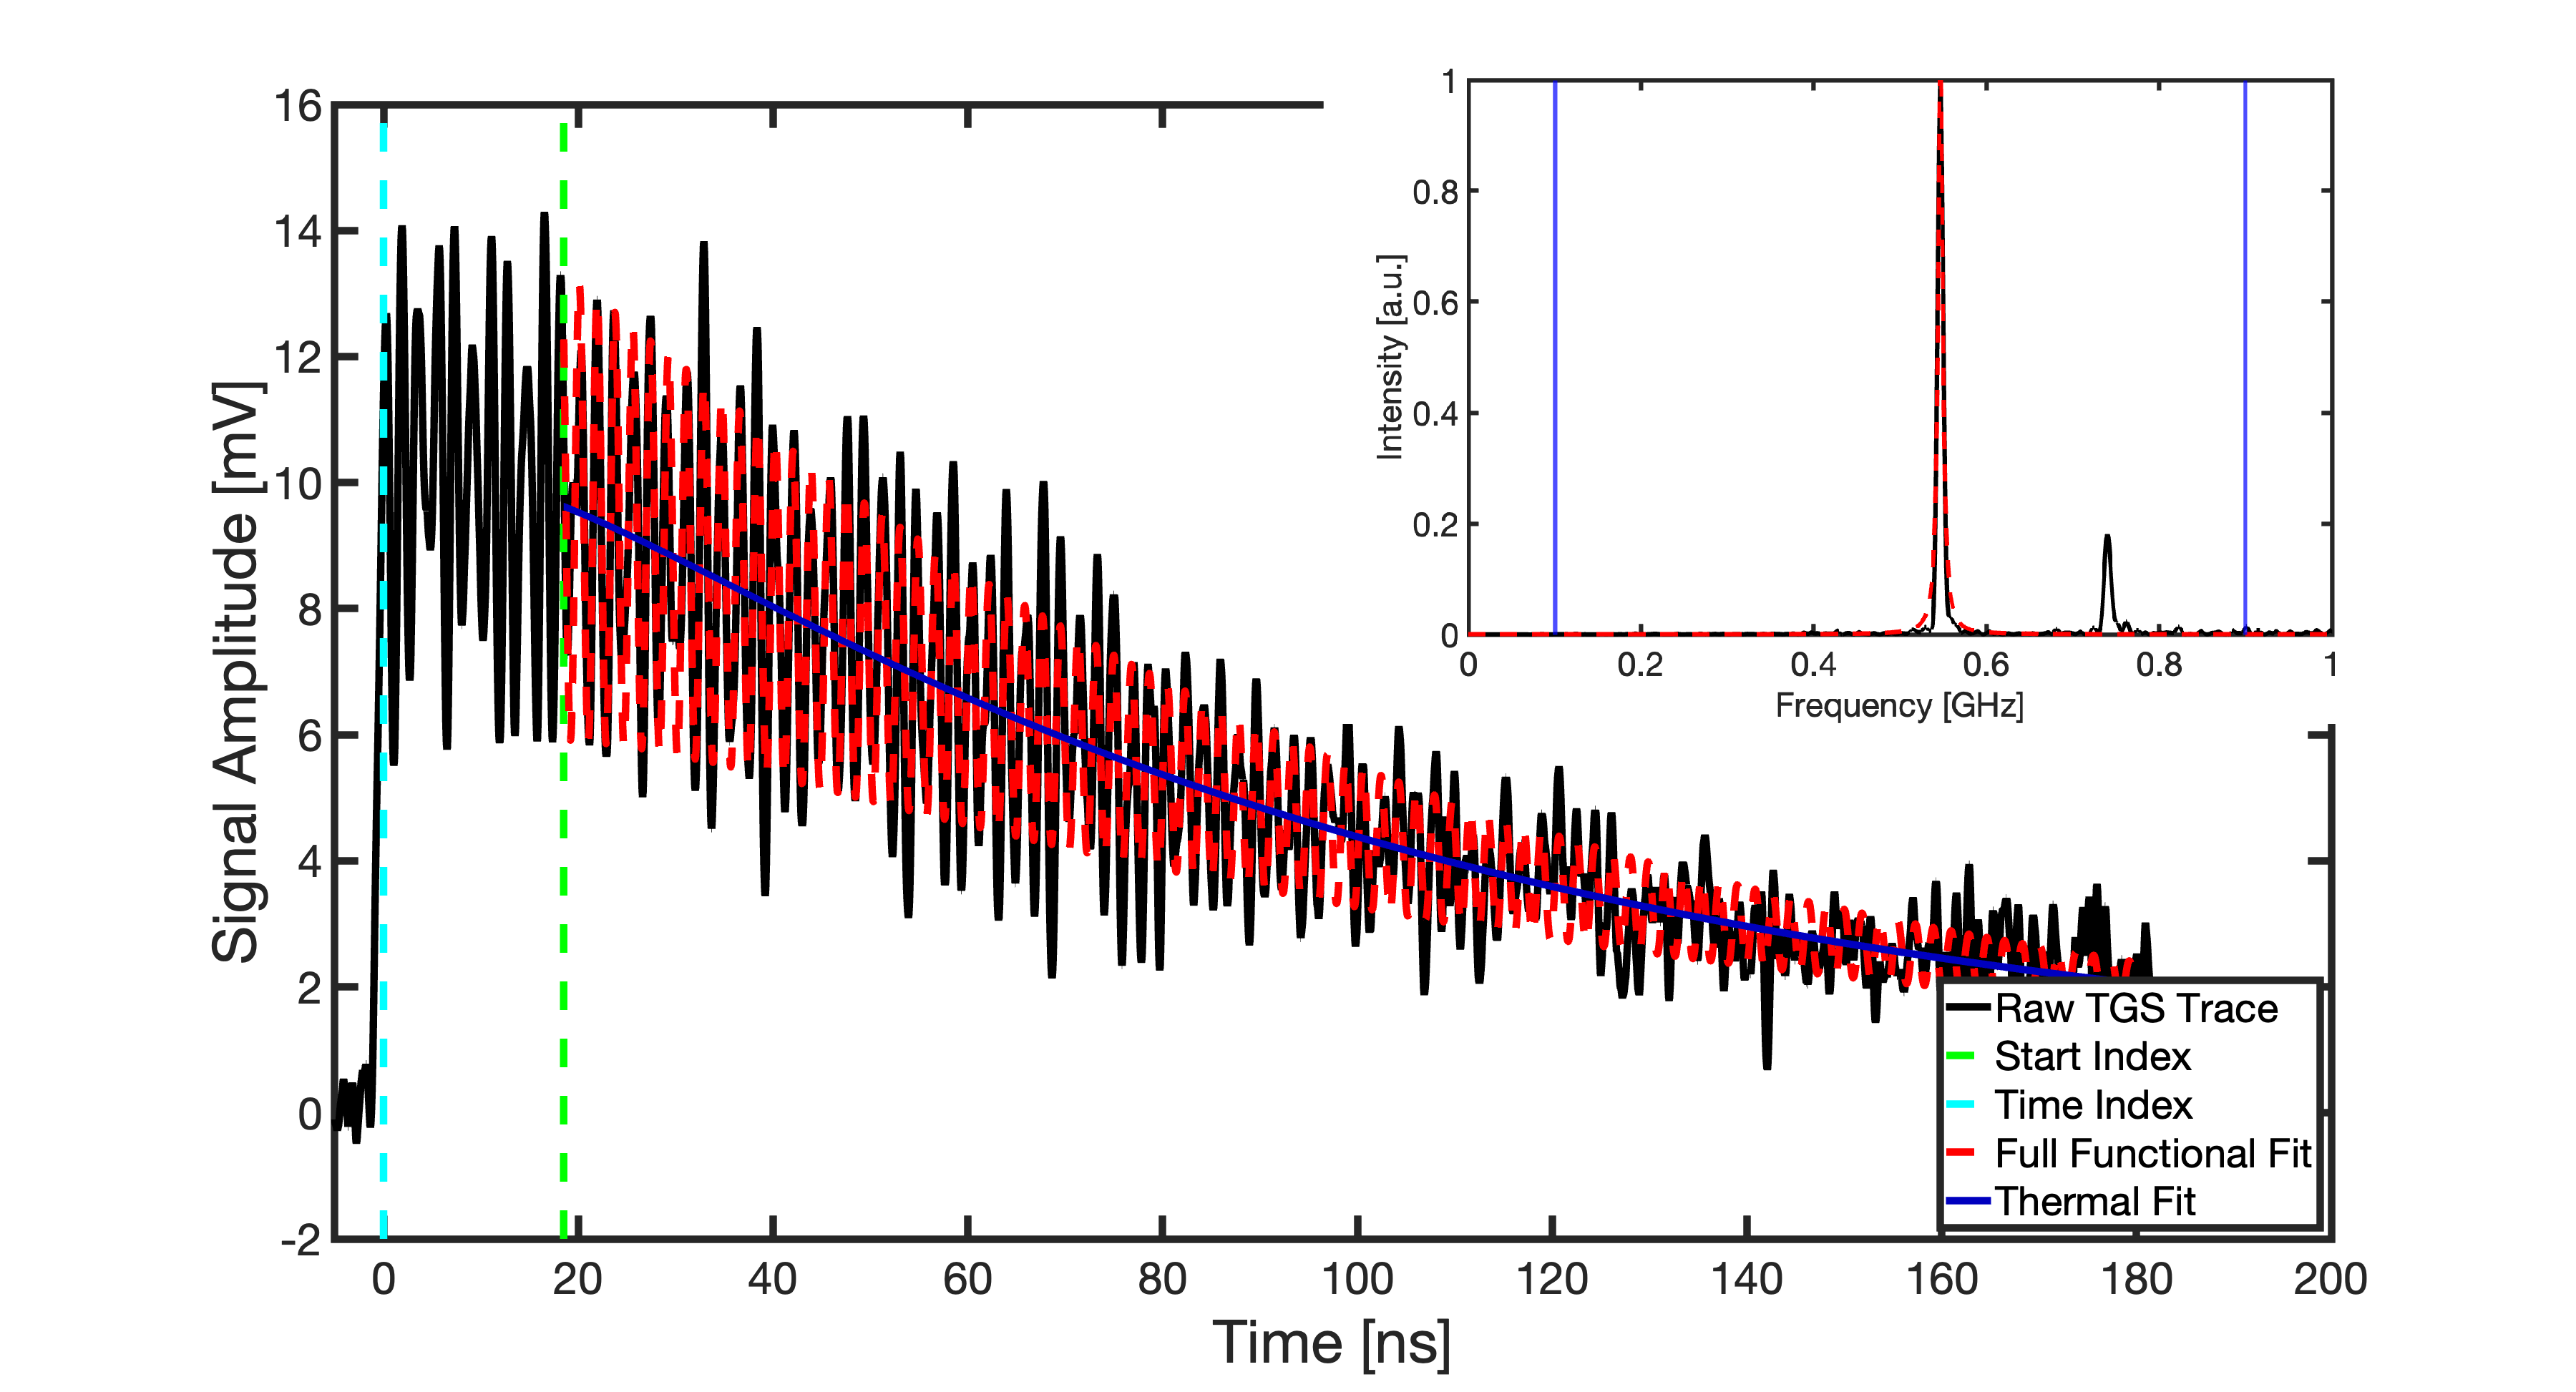 16
14
12
10
8
6
4
2
0
-2
Signal Amplitude [mV]
0 20 40 60 80 100 120 140 160 180 200
Time [ns]
1
0.8
0.6
0.4
0.2
0
Intensity [a.u.]
0 0.2 0.4 0.6 0.8 1
Frequency [GHz]
Raw TGS Trace
Start Index
Time Index
Full Functional Fit
Thermal Fit